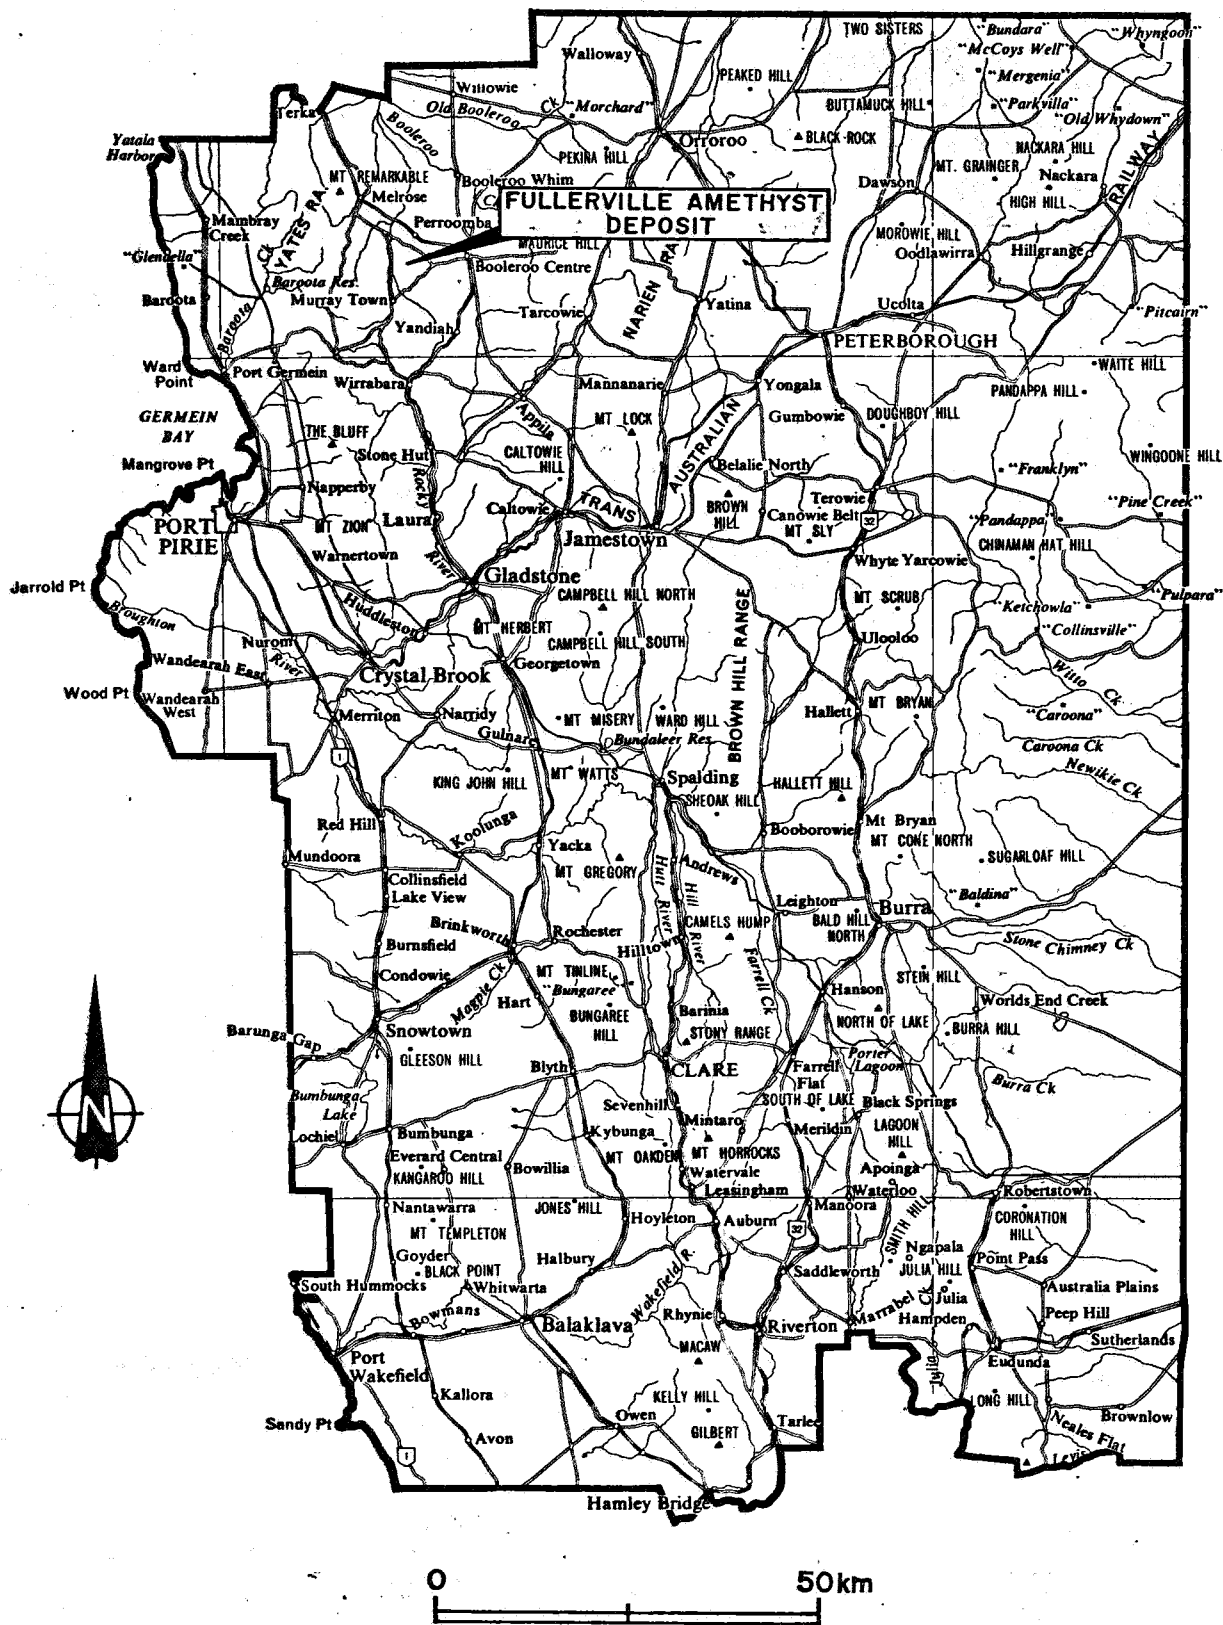 TWO SISTERS
"Bundara"
"Whyngoon"
"McCoys Well"
Walloway
PEAKED HILL
"Mergenia"
Willowie
Old Booleroo
Ck
"Morchard"
BUTTAMUCK HILL
"Parkvilla"
"Old Whydown"
Terka
Booleroo
Yatala
Harbor
Orroroo
BLACK ROCK
PEKINA HILL
NACKARA HILL
MT. GRAINGER
Nackara
RAILWAY
MT REMARKABLE
Melrose
Booleroo Whim
Dawson
HIGH HILL
FULLERVILLE AMETHYST
DEPOSIT
Mambray
Creek
Ck
YATES RA.
Perroomba
MAURICE HILL
RA
MOROWIE HILL
Oodlawirra
Hillgrange
"Glendella"
Baroota Res.
Booleroo Centre
Baroota
Murray Town
Baroota
Tarcowie
NARIEN
Yatina
Ucolta
"Pitcairn"
Yandiah
PETERBOROUGH
Ward
Point
Port Germein
Wirrabara
Mannanarie
Yongala
WAITE HILL
PANDAPPA HILL
GERMEIN
BAY
Appila
MT LOCK
Gumbowie
DOUGHBOY HILL
THE BLUFF
Stone Hut
CALTOWIE
HILL
AUSTRALIAN
Belalie North
WINGOONE HILL
Mangrove Pt
Napperby
Rocky
"Franklyn"
BROWN
HILL
Terowie
Canowie Belt
MT SLY
32
"Pine Creek"
PORT
PIRIE
MT ZION
Laura
Caltowie
TRANS
Jamestown
"Pandappa"
CHINAMAN HAT HILL
Warnertown
River
Gladstone
Whyte Yarcowie
Jarrold Pt
Broughton
Huddleston
CAMPBELL HILL NORTH
MT SCRUB
"Pulpara"
"Ketchowla"
MT HERBERT
CAMPBELL HILL SOUTH
Ulooloo
"Collinsville"
Nurom
River
Wandearah East
Georgetown
BROWN HILL RANGE
Witto Ck
Crystal Brook
Wood Pt
Wandearah
West
Merriton
Narridy
MT MISERY
WARD HILL
Hallett
MT BRYAN
"Caroona"
Gulnare
Bundaleer Res.
1
Caroona Ck
Newikie Ck
KING JOHN HILL
MT WATTS
Spalding
HALLETT HILL
SHEOAK HILL
Red Hill
Koolunga
Booborowie
Mt Bryan
MT CONE NORTH
Mundoora
Yacka
MT GREGORY
Hutt River
Hill River
Andrews
SUGARLOAF HILL
Collinsfield
Lake View
"Baldina"
Leighton
Burra
Brinkworth
Rochester
CAMELS HUMP
BALD HILL
NORTH
Burnsfield
Hilltown
Stone Chimney Ck
Condowie
Magpie Ck
MT TINLINE
"Bungaree"
Farrell Ck
STEIN HILL
Hart
BUNGAREE
HILL
Hanson
Worlds End Creek
Barinia
NORTH OF LAKE
BURRA HILL
Barunga Gap
Snowtown
STONY RANGE
GLEESON HILL
Blyth
CLARE
Farrell
Flat
Porter
Lagoon
Burra Ck
Bumbunga
Lake
SOUTH OF LAKE
Black Springs
Sevenhill
Mintaro
N
Lochiel
Bumbunga
Kybunga
Merildin
LAGOON
HILL
Everard Central
KANGAROO HILL
Bowillia
MT OAKDEN
MT HORROCKS
Watervale
Apoinga
Leasingham
Waterloo
Robertstown
Nantawarra
JONES HILL
Manoora
MT TEMPLETON
Hoyleton
Auburn
32
SMITH HILL
CORONATION
HILL
Goyder
BLACK POINT
Halbury
Ngapala
Point Pass
South Hummocks
Whitwarta
Wakefield R.
Saddleworth
JULIA HILL
Australia Plains
Ck
Julia
Bowmans
Balaklava
Rhynie
Riverton
Marrabel
Hampden
Peep Hill
Sutherlands
Port
Wakefield
MACAW
Julia
Eudunda
Kallora
KELLY HILL
LONG HILL
Sandy Pt
Owen
Tarlee
Neales Flat
Brownlow
Avon
GILBERT
1
Hamley Bridge
0
50km